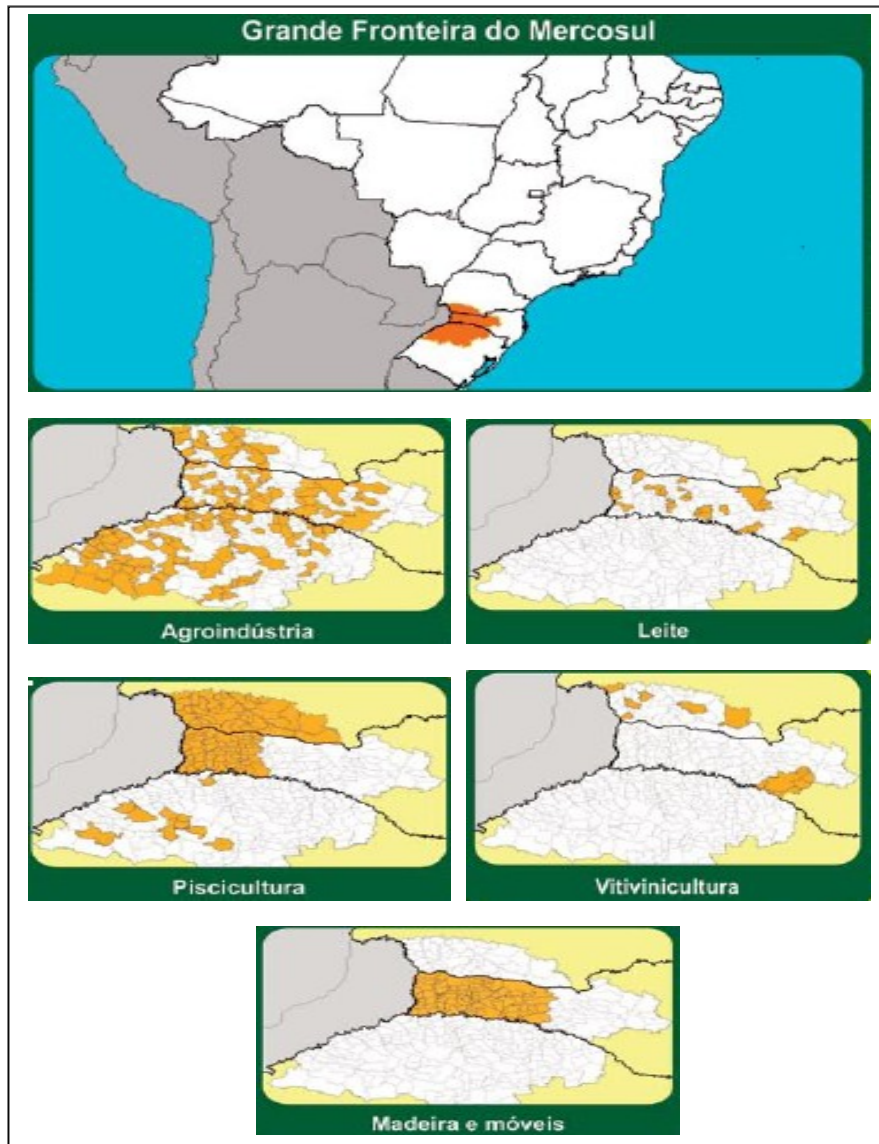 Grande Fronteira do Mercosul
Agroindústria
Leite
Piscicultura
Vitivinicultura
Madeira e móveis